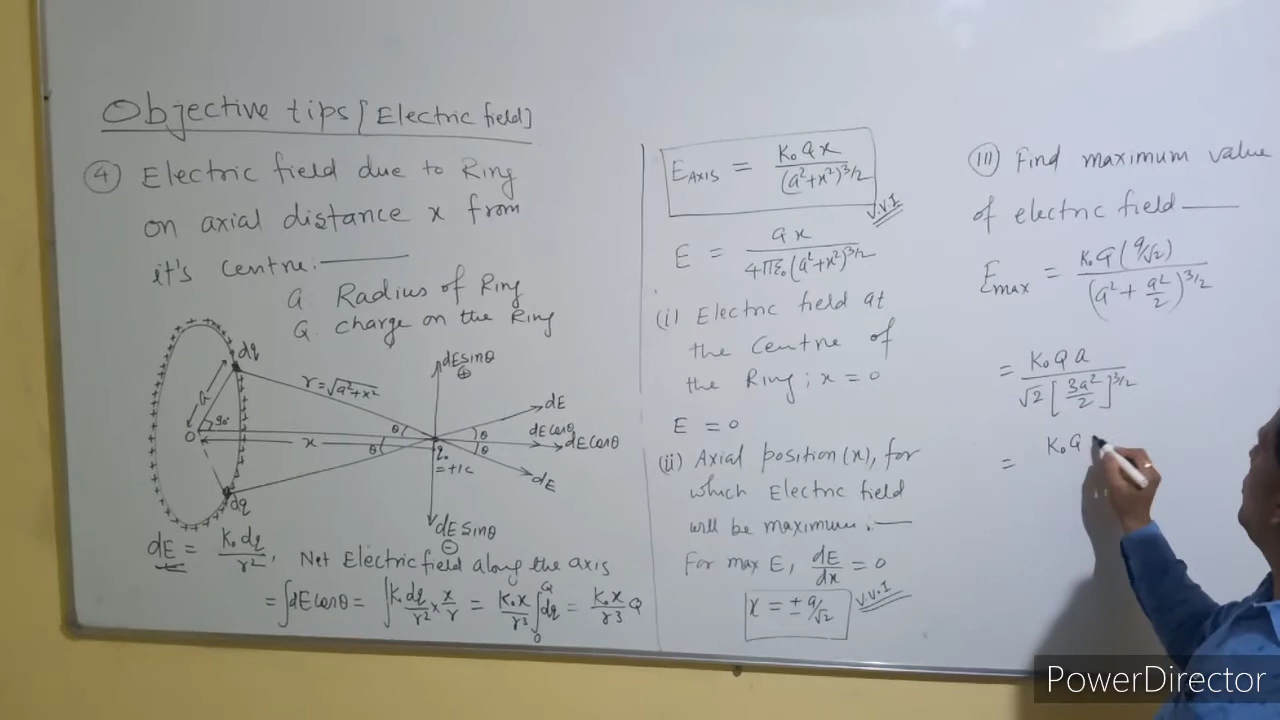 Objective tips [Electric field]
④ Electric field due to Ring
on axial distance x from
it's centre.
a Radius of Ring
Q charge on the Ring
dq
a
90°
O
r = √a²+x²
x
θ
θ
dE sinθ
⊕
dE
dE cosθ
dE cosθ
θ
θ
q₀
= +1C
dE
dq
dE sinθ
⊖
dE = K₀ dq / r², Net Electric field along the axis
= ∫dE cosθ = ∫K₀ dq/r² × x/r = K₀x/r³ ∫₀^Q dq = K₀x/r³ Q
E_AXIS = K₀Qx / (a²+x²)^3/2
V.V.I
E = Qx / 4πε₀(a²+x²)^3/2
(i) Electric field at
the centre of
the Ring; x = 0
E = 0
(ii) Axial position (x), for
which Electric field
will be maximum.
For max E, dE/dx = 0
x = ± a/√2
V.V.I
(III) Find maximum value
of electric field
E_max = K₀Q(a/√2) / (a² + a²/2)^3/2
= K₀Qa / √2 [3a²/2]^3/2
= K₀Q
PowerDirector